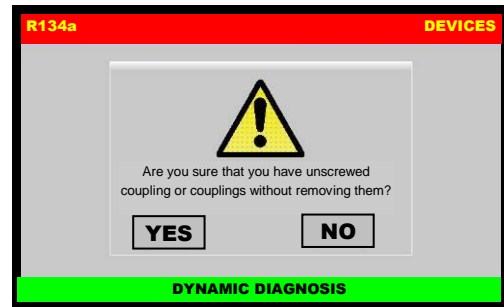 R134a DEVICES
Are you sure that you have unscrewed
coupling or couplings without removing them?
YES NO
DYNAMIC DIAGNOSIS